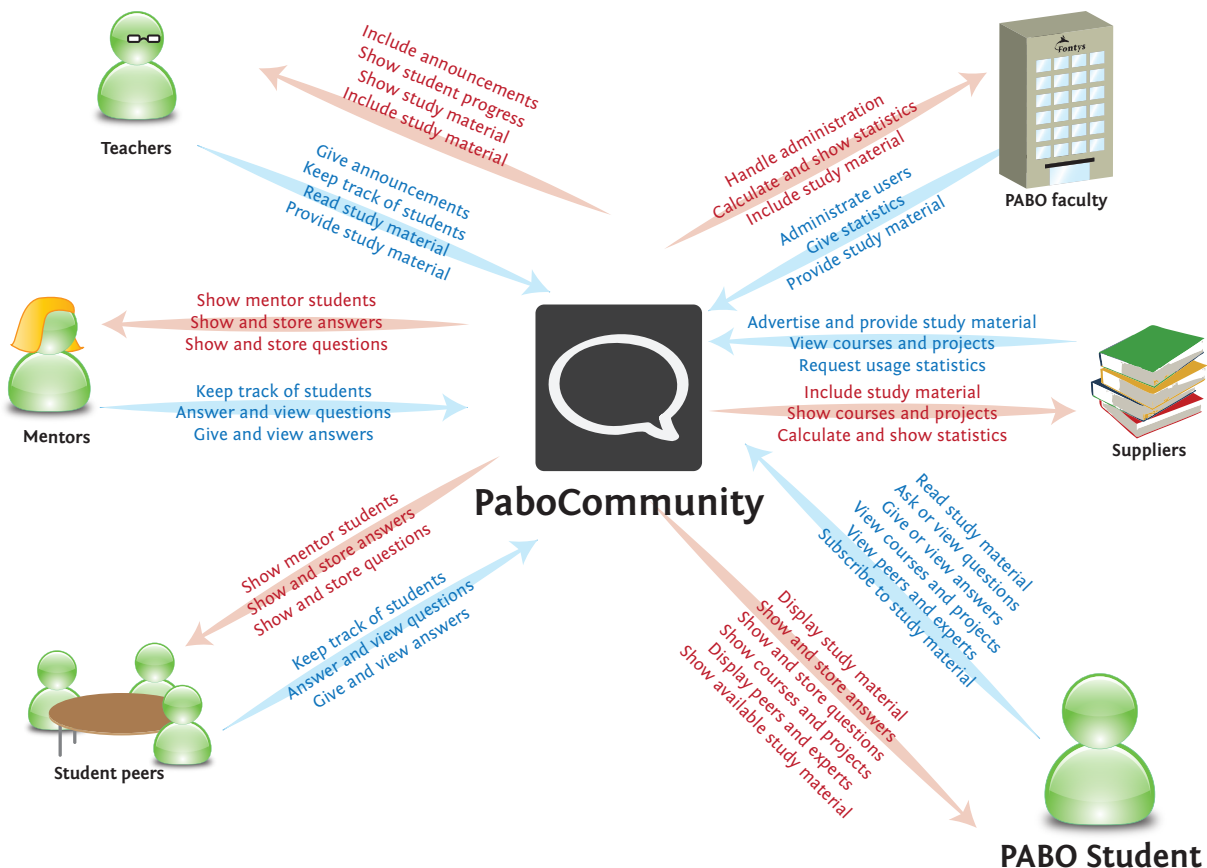 Teachers
Include announcements
Show student progress
Show study material
Include study material
Give announcements
Keep track of students
Read study material
Provide study material
Fontys
PABO faculty
Handle administration
Calculate and show statistics
Include study material
Administrate users
Give statistics
Provide study material
Mentors
Show mentor students
Show and store answers
Show and store questions
Keep track of students
Answer and view questions
Give and view answers
PaboCommunity
Advertise and provide study material
View courses and projects
Request usage statistics
Include study material
Show courses and projects
Calculate and show statistics
Suppliers
Show mentor students
Show and store answers
Show and store questions
Keep track of students
Answer and view questions
Give and view answers
Student peers
Read study material
Ask or view questions
Give or view answers
View courses and projects
View peers and experts
Subscribe to study material
Display study material
Show and store answers
Show and store questions
Show courses and projects
Display peers and experts
Show available study material
PABO Student